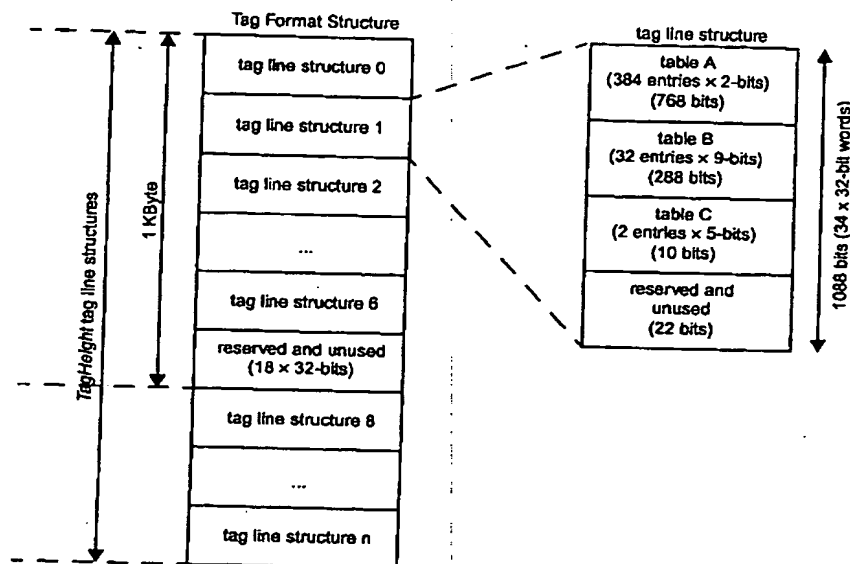 Tag Format Structure
tag line structure 0
tag line structure 1
tag line structure 2
...
tag line structure 6
reserved and unused
(18 × 32-bits)
tag line structure 8
...
tag line structure n
TagHeight tag line structures
1 KByte
tag line structure
table A
(384 entries × 2-bits)
(768 bits)
table B
(32 entries × 9-bits)
(288 bits)
table C
(2 entries × 5-bits)
(10 bits)
reserved and
unused
(22 bits)
1088 bits (34 x 32-bit words)